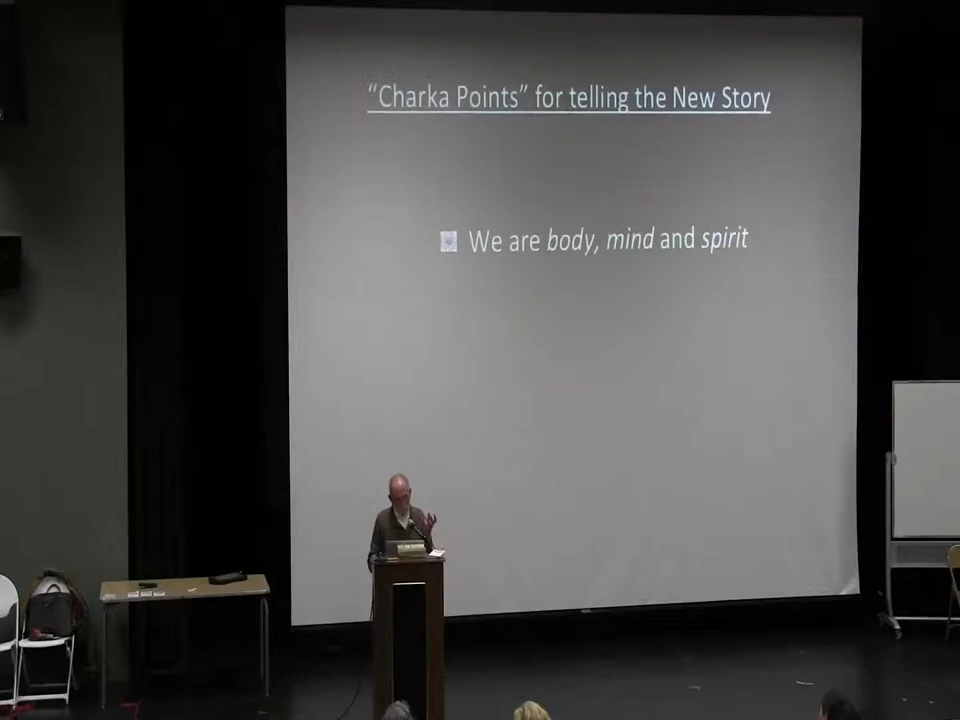 “Charka Points” for telling the New Story
We are body, mind and spirit